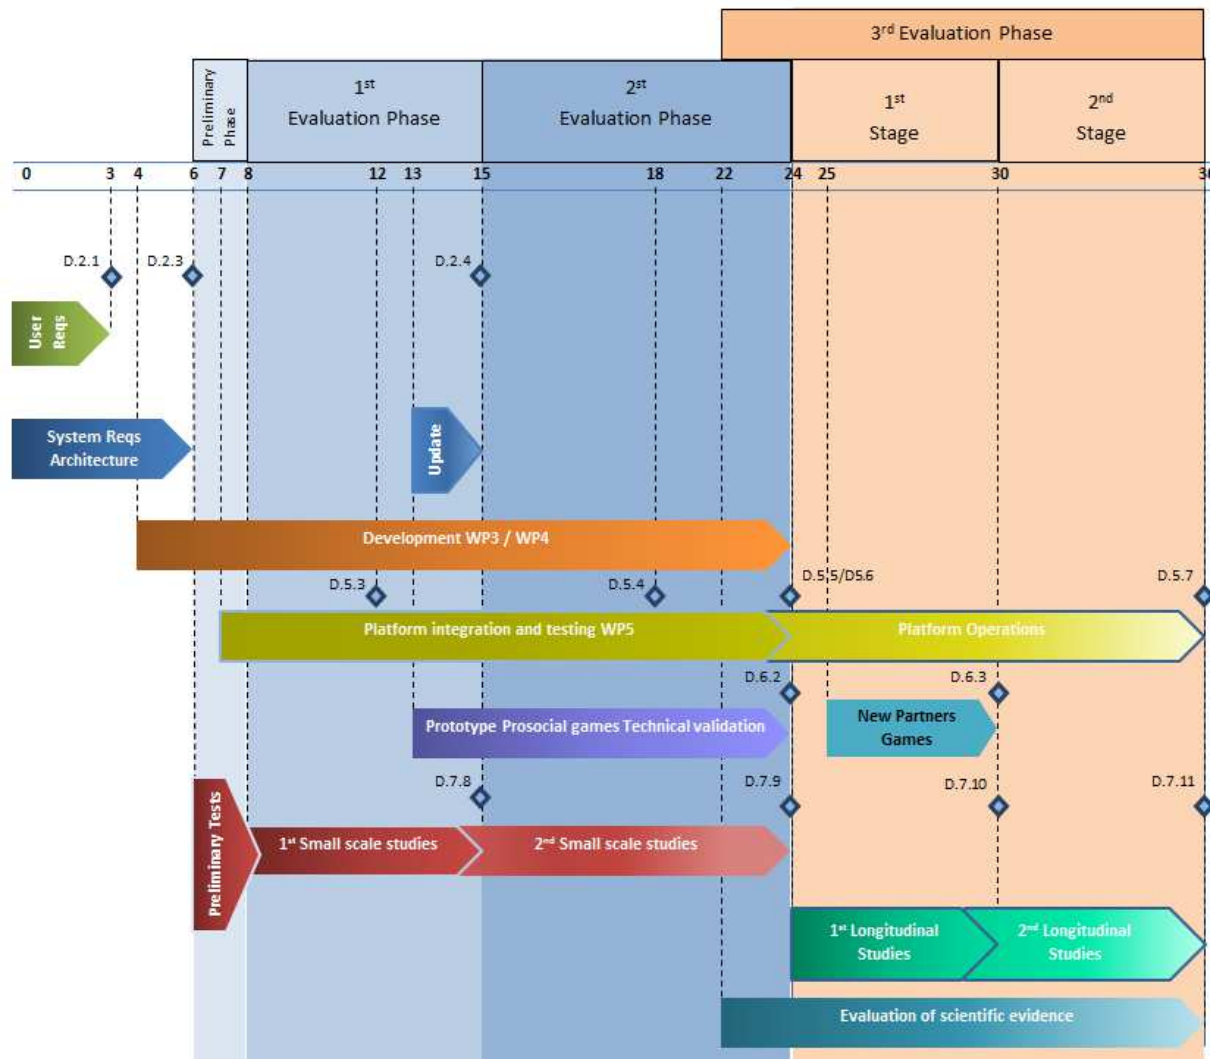 3rd Evaluation Phase
Preliminary
Phase
1st
Evaluation Phase
2st
Evaluation Phase
1st
Stage
2nd
Stage
0 3 4 6 7 8 12 13 15 18 22 24 25 30
D.2.1 D.2.3 D.2.4
User
Reqs
System Reqs
Architecture
Update
Development WP3 / WP4
D.5.3 D.5.4 D.5.5/D5.6 D.5.7
Platform integration and testing WP5 Platform Operations
D.6.2 D.6.3
Prototype Prosocial games Technical validation
New Partners
Games
D.7.8 D.7.9 D.7.10 D.7.11
Preliminary Tests
1st Small scale studies 2nd Small scale studies
1st Longitudinal
Studies
2nd Longitudinal
Studies
Evaluation of scientific evidence